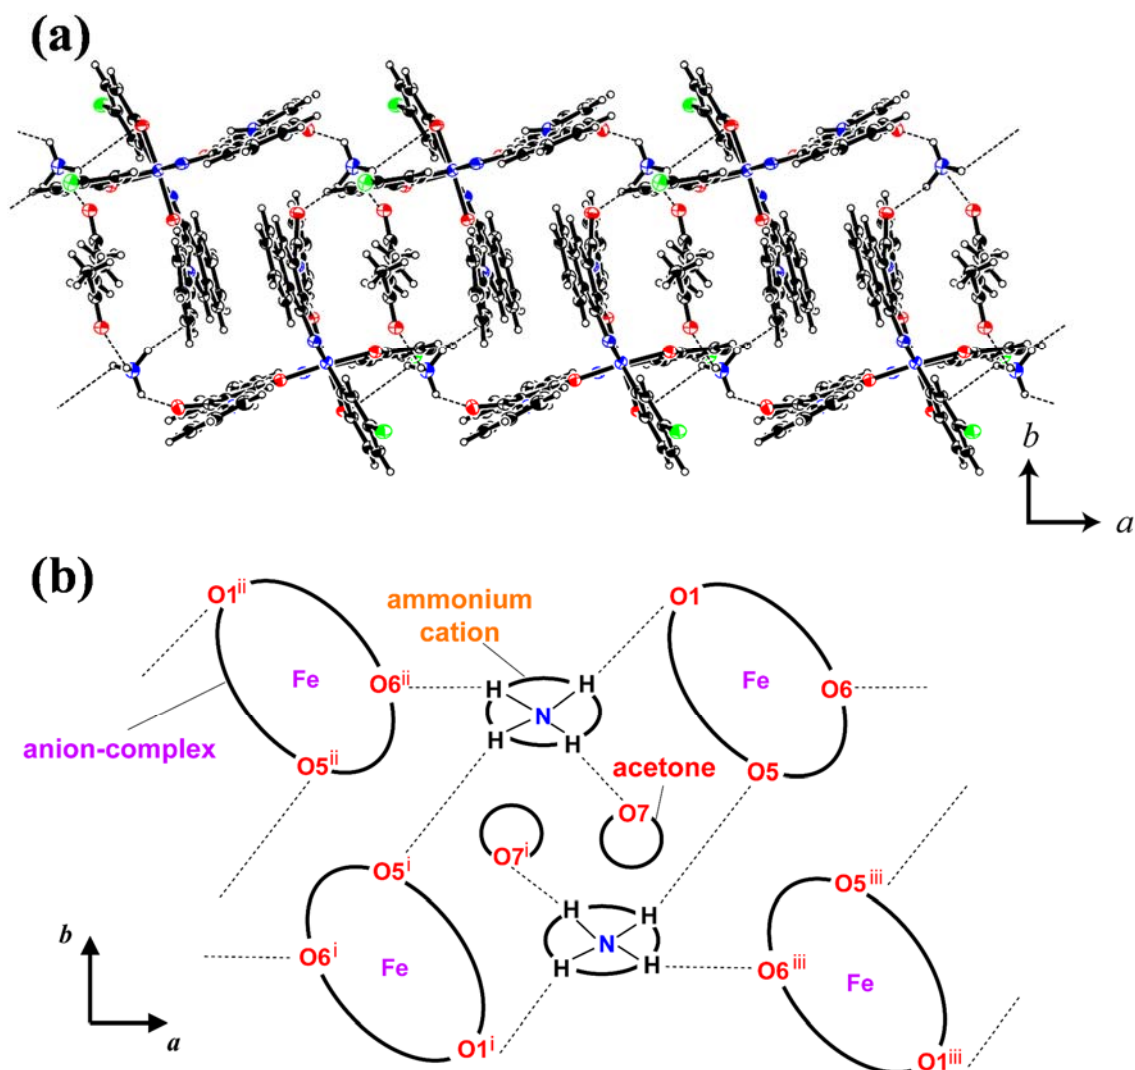 (a)
b
a
(b)
O1ii
ammonium
cation
O1
Fe
O6ii
H
H
Fe
O6
N
anion-complex
O5ii
H
H
acetone
O5
O7
O7i
O5i
O5iii
H
H
b
O6i
Fe
N
H
H
O6iii
Fe
a
O1i
O1iii